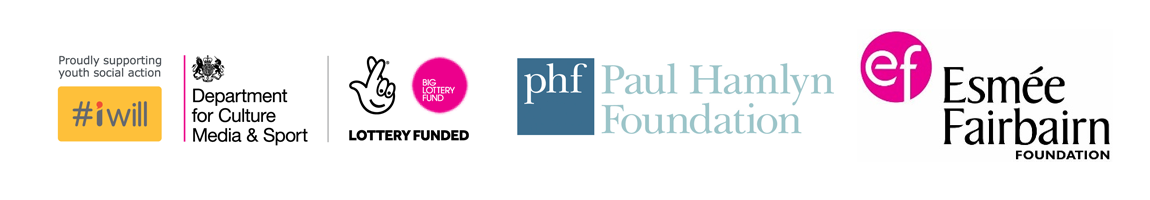 Proudly supporting
youth social action
#iwill
Department
for Culture
Media & Sport
BIG
LOTTERY
FUND
LOTTERY FUNDED
phf
Paul Hamlyn
Foundation
ef
Esmée
Fairbairn
FOUNDATION